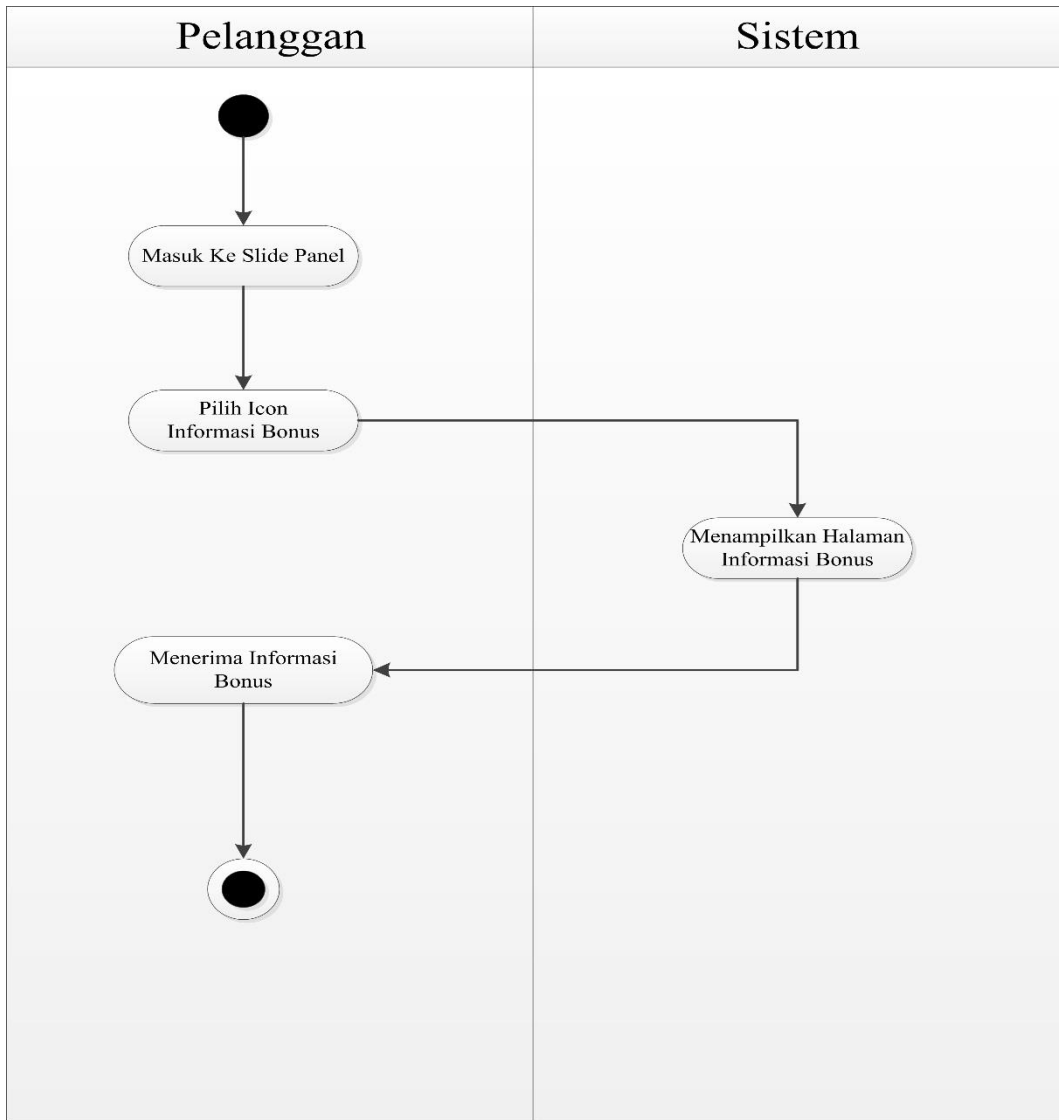 Pelanggan
Sistem
Masuk Ke Slide Panel
Pilih Icon
Informasi Bonus
Menampilkan Halaman
Informasi Bonus
Menerima Informasi
Bonus